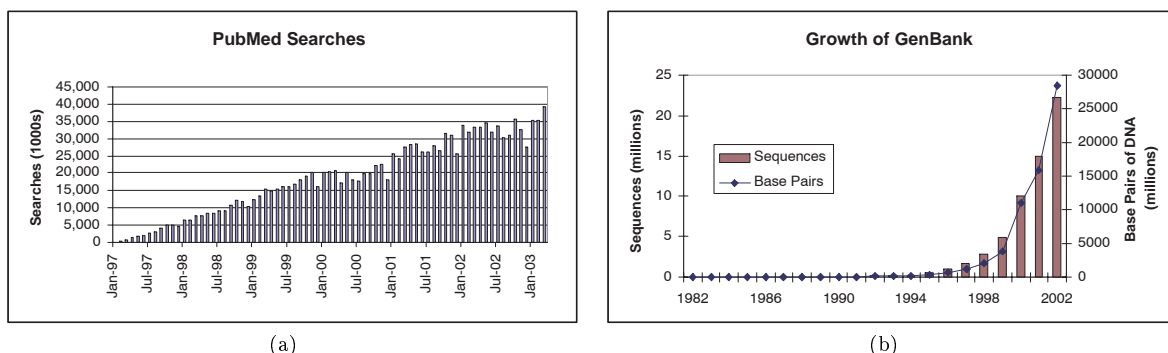 PubMed Searches
Searches (1000s)
45,000
40,000
35,000
30,000
25,000
20,000
15,000
10,000
5,000
0
Jan-97
Jul-97
Jan-98
Jul-98
Jan-99
Jul-99
Jan-00
Jul-00
Jan-01
Jul-01
Jan-02
Jul-02
Jan-03
(a)
Growth of GenBank
Sequences (millions)
25
20
15
10
5
0
Sequences
Base Pairs
30000
25000
20000
15000
10000
5000
0
Base Pairs of DNA
(millions)
1982
1986
1990
1994
1998
2002
(b)